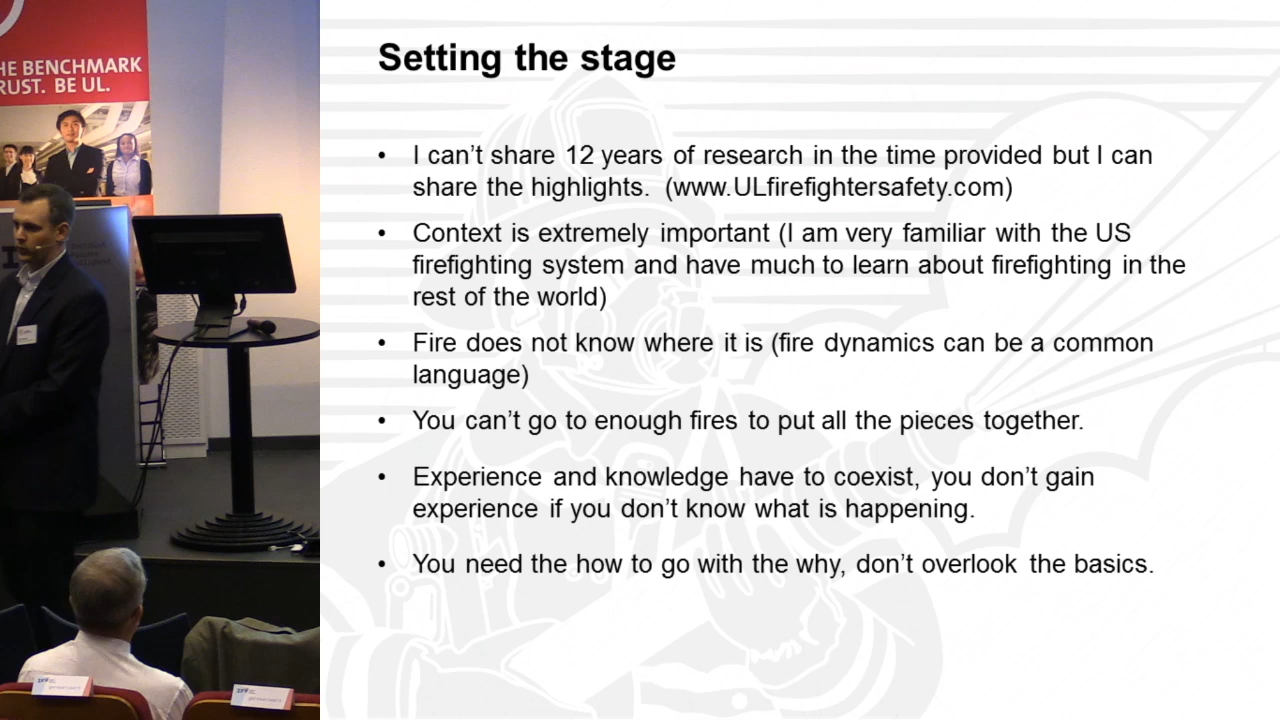 HE BENCHMARK
RUST. BE UL.
Setting the stage
• I can’t share 12 years of research in the time provided but I can
share the highlights. (www.ULfirefightersafety.com)
• Context is extremely important (I am very familiar with the US
firefighting system and have much to learn about firefighting in the
rest of the world)
• Fire does not know where it is (fire dynamics can be a common
language)
• You can’t go to enough fires to put all the pieces together.
• Experience and knowledge have to coexist, you don’t gain
experience if you don’t know what is happening.
• You need the how to go with the why, don’t overlook the basics.